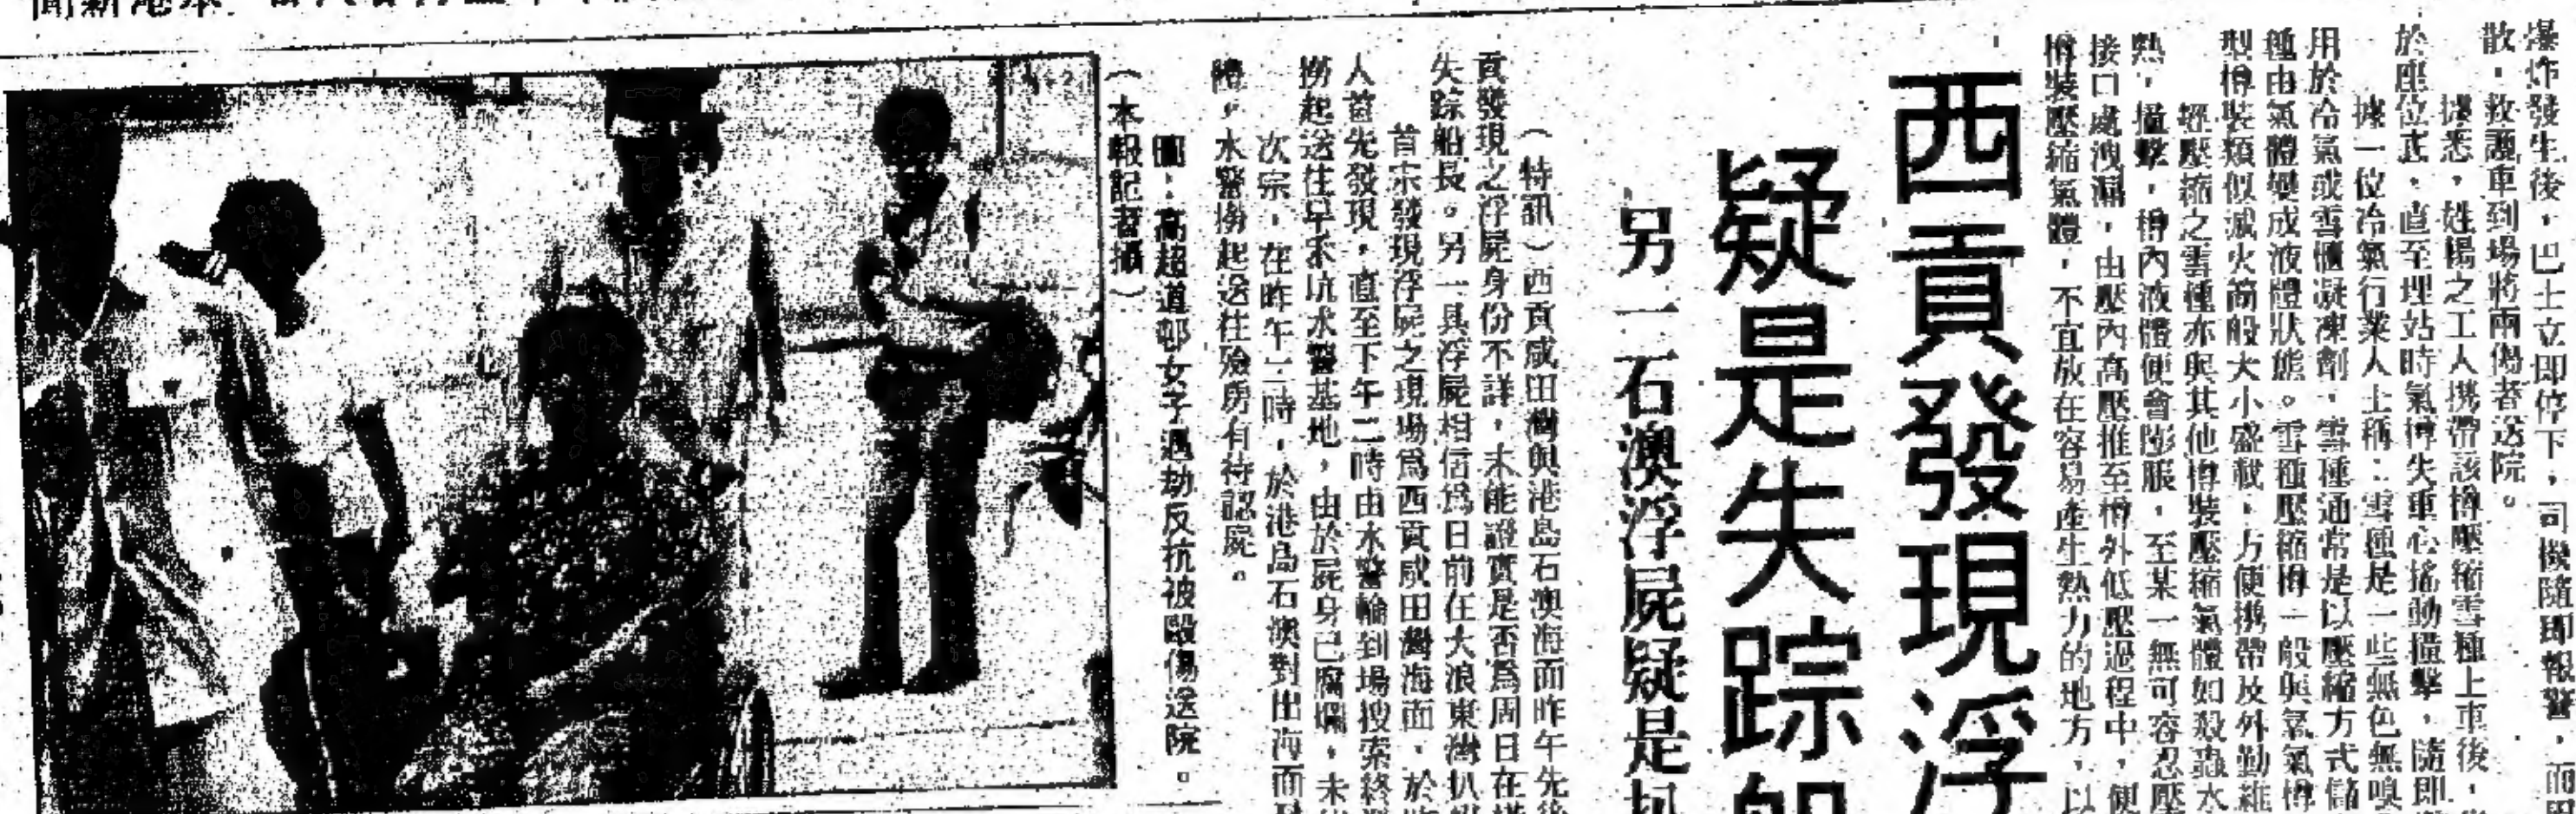 爆炸發生後，巴士立即停下，司機隨即報警，而
散，救護車到場將兩傷者送院。
據悉，姓楊之工人携帶該樽壓縮雪種上車後，
於座位底，直至埋站時氣樽失重心搖動撞擊，隨即
據一位冷氣行業人士稱：雪種是一些無色無嗅
用於冷氣或雪櫃凝凍劑，雪種通常是以壓縮方式儲
種由氣體變成液體狀態。雪種壓縮樽一般與氣氣樽
型樽裝類似滅火筒般大小盛載，方便携帶及外勤維
經壓縮之雪種亦與其他樽裝壓縮氣體如殺蟲水
熱，撞擊，樽內液體便會膨脹，至某一無可容忍壓
接口處洩漏，由壓內高壓推至樽外低壓過程中，便
樽裝壓縮氣體，不宜放在容易產生熱力的地方，以
西貢發現浮
疑是失踪船
另一石澳浮屍疑是扒
（特訊）西貢咸田灣與港島石澳海面昨午先後
貢發現之浮屍身份不詳，未能證實是否為周日在
失踪船長。另一具浮屍相信為日前在大浪東灣扒
首宗發現浮屍之現場為西貢咸田灣海面，於
人首先發現，直至下午二時由水警輪到場搜索終
撈起送往早禾坑水警基地，由於屍身已腐爛，未
次宗，在昨午二時，於港島石澳對出海面
，水警撈起送往殮房有待認屍。
圖：高超道邨女子遇劫反抗被毆傷送院。
（本報記者攝）
聞新港本